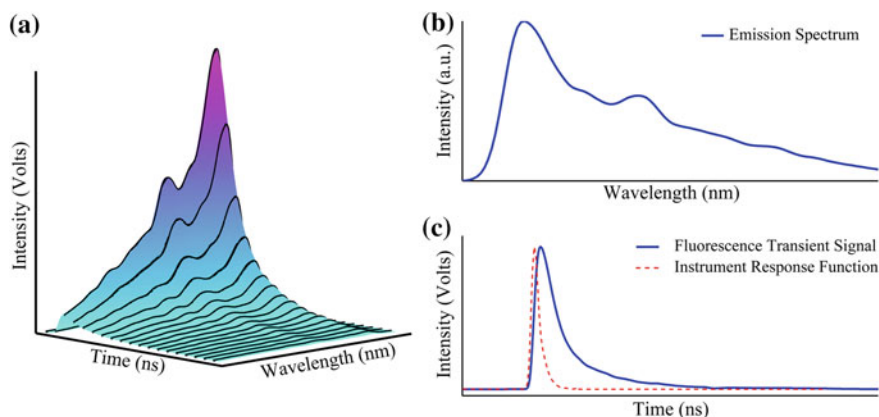 (a)
Intensity (Volts)
Time (ns)
Wavelength (nm)
(b)
Intensity (a.u.)
Emission Spectrum
Wavelength (nm)
(c)
Intensity (Volts)
Fluorescence Transient Signal
Instrument Response Function
Time (ns)